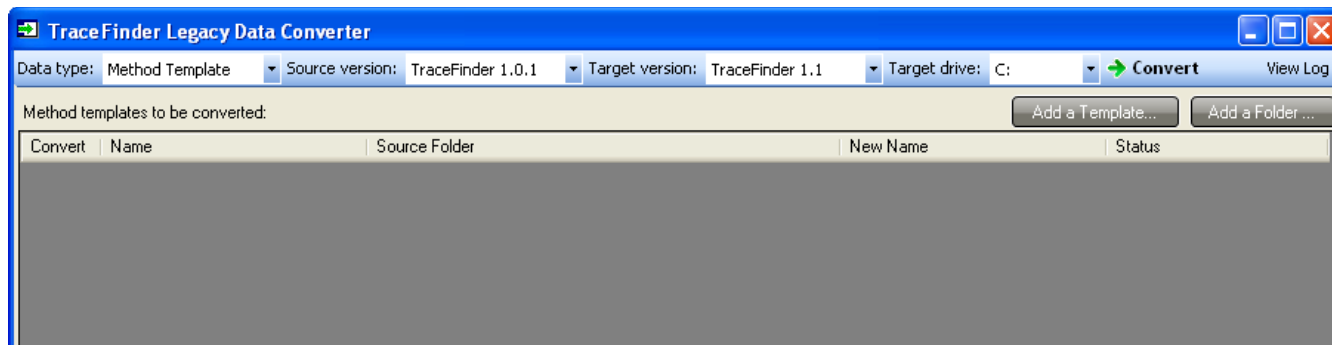 TraceFinder Legacy Data Converter
Data type: Method Template Source version: TraceFinder 1.0.1 Target version: TraceFinder 1.1 Target drive: C: Convert View Log
Method templates to be converted: Add a Template... Add a Folder ...
Convert Name Source Folder New Name Status